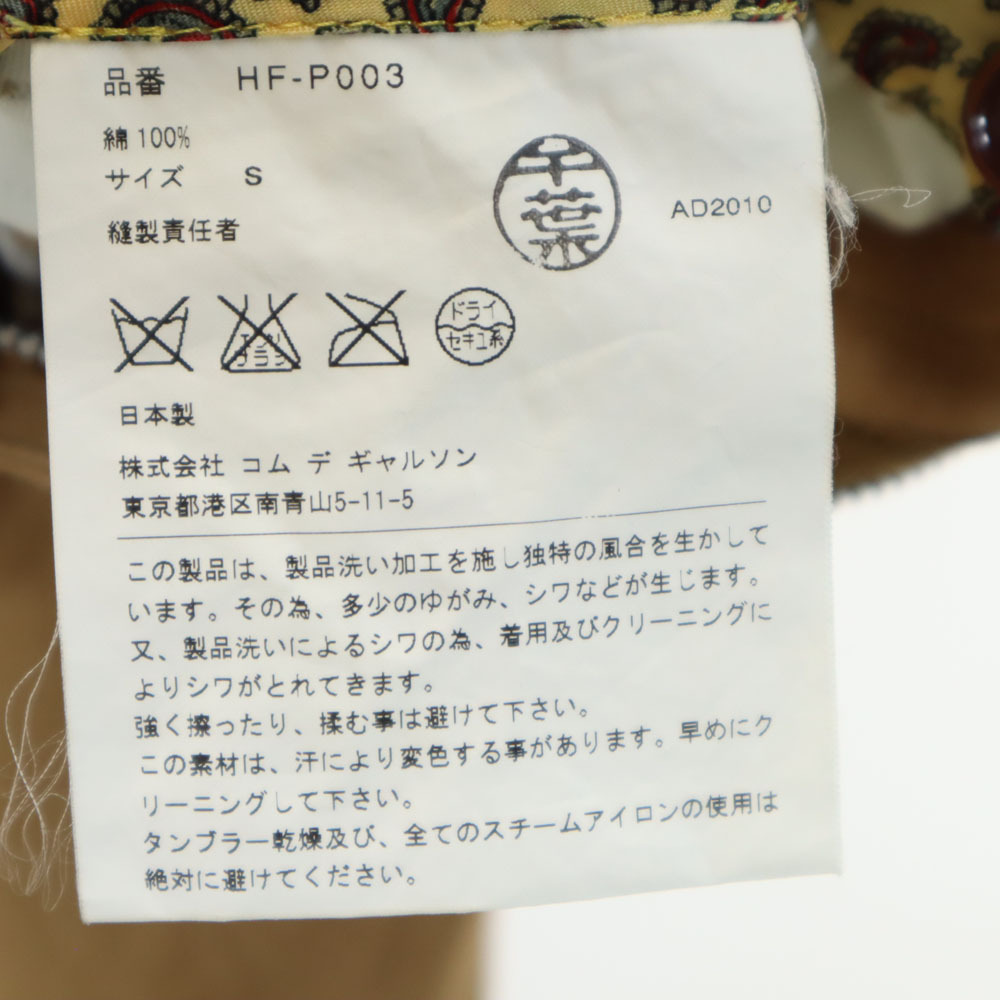 品番 HF-P003
綿 100%
サイズ S
縫製責任者
千葉
AD2010
エンソ
サラシ
ドライ
セキユ系
日本製
株式会社 コム デ ギャルソン
東京都港区南青山5-11-5
この製品は、製品洗い加工を施し独特の風合を生かして
います。その為、多少のゆがみ、シワなどが生じます。
又、製品洗いによるシワの為、着用及びクリーニングに
よりシワがとれてきます。
強く擦ったり、揉む事は避けて下さい。
この素材は、汗により変色する事があります。早めにク
リーニングして下さい。
タンブラー乾燥及び、全てのスチームアイロンの使用は
絶対に避けてください。